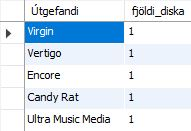 Útgefandi fjöldi_diska
Virgin 1
Vertigo 1
Encore 1
Candy Rat 1
Ultra Music Media 1